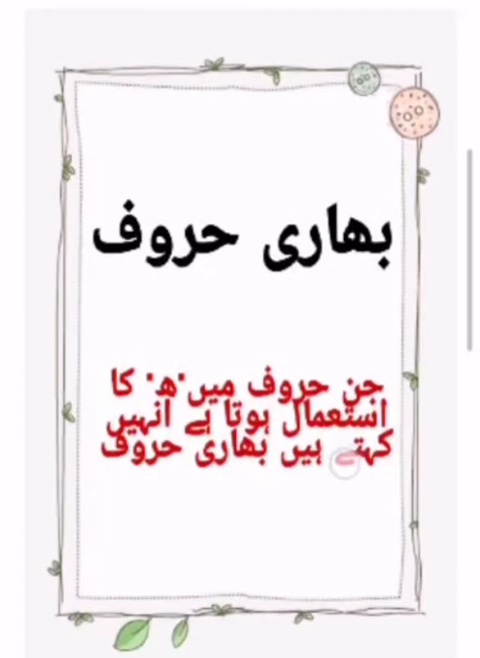 بھاری حروف
جن حروف میں"ھ" کا
استعمال ہوتا ہے انہیں
کہتے ہیں بھاری حروف